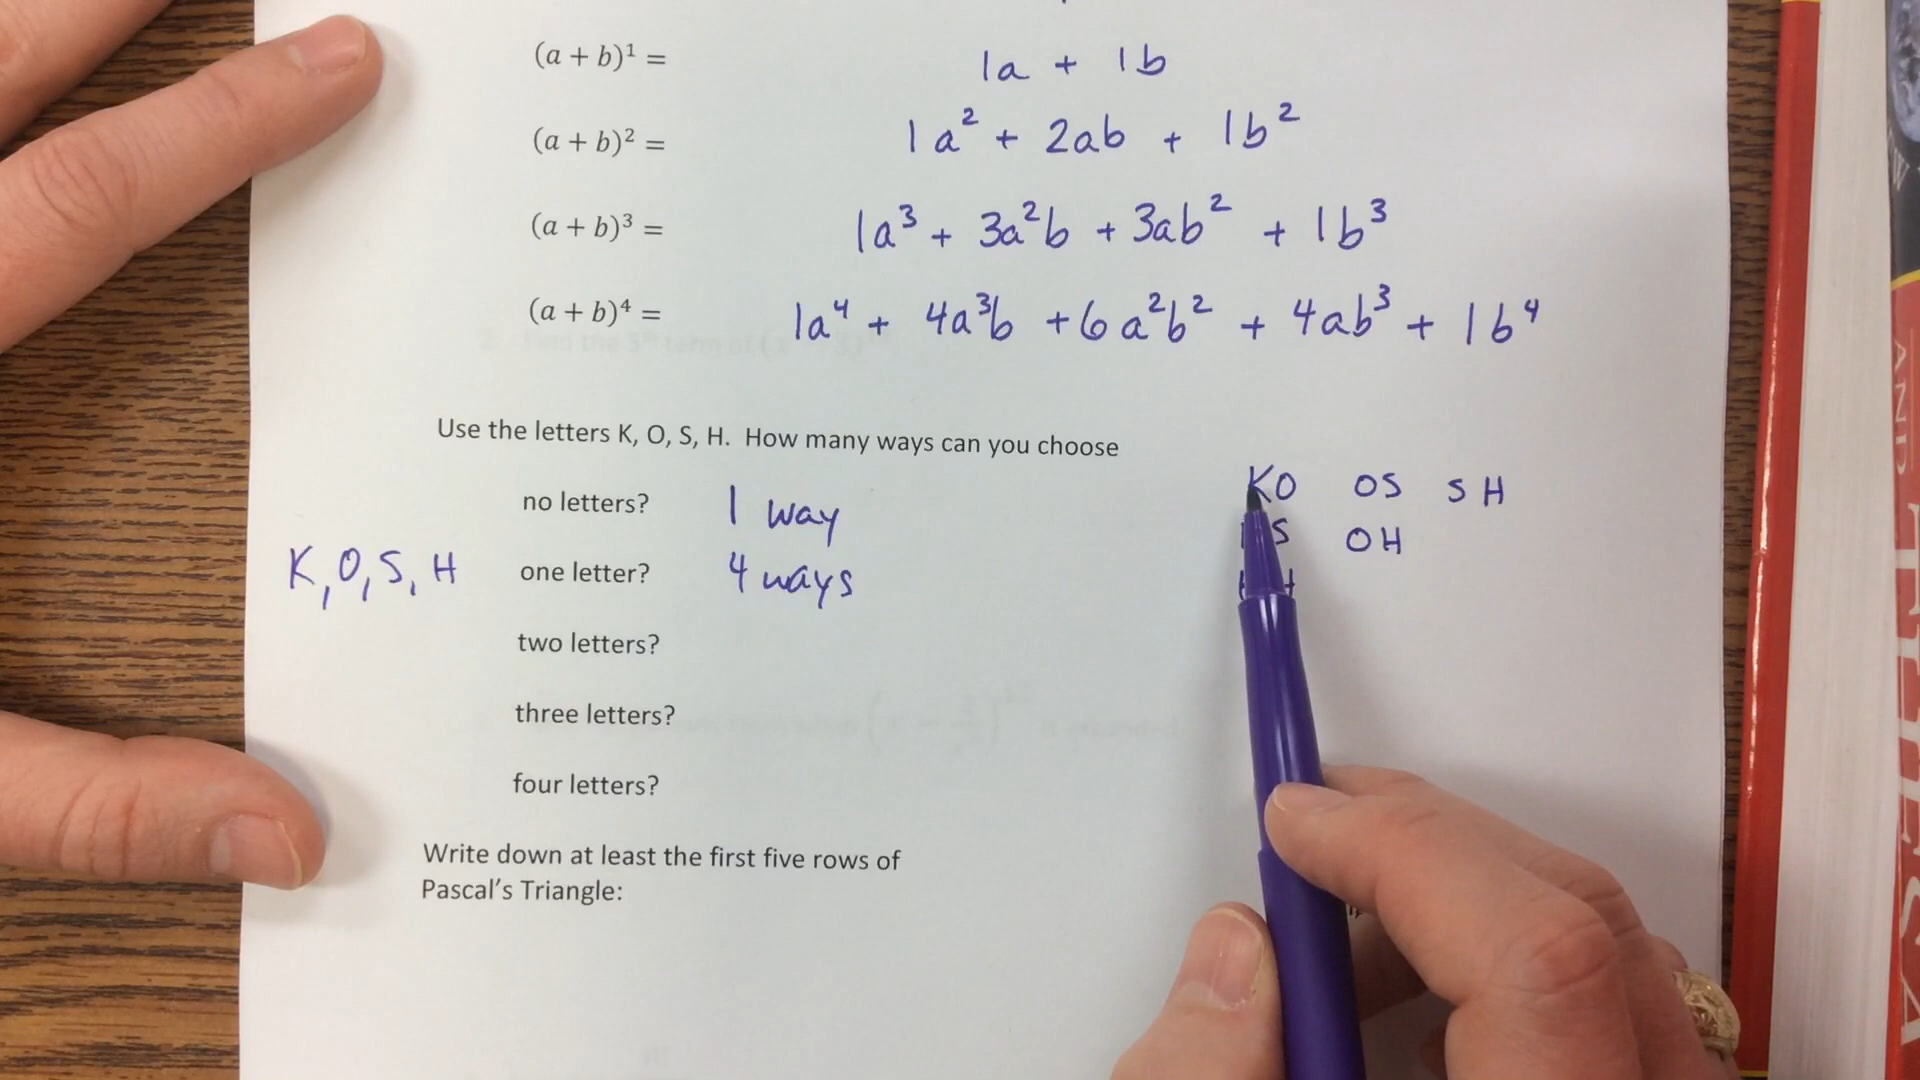 (a + b)¹ = 1a + 1b
(a + b)² = 1a² + 2ab + 1b²
(a + b)³ = 1a³ + 3a²b + 3ab² + 1b³
(a + b)⁴ = 1a⁴ + 4a³b + 6a²b² + 4ab³ + 1b⁴
Use the letters K, O, S, H. How many ways can you choose
no letters? 1 way
K, O, S, H one letter? 4 ways
two letters?
three letters?
four letters?
KO OS SH
S OH
H
Write down at least the first five rows of
Pascal's Triangle:
AND